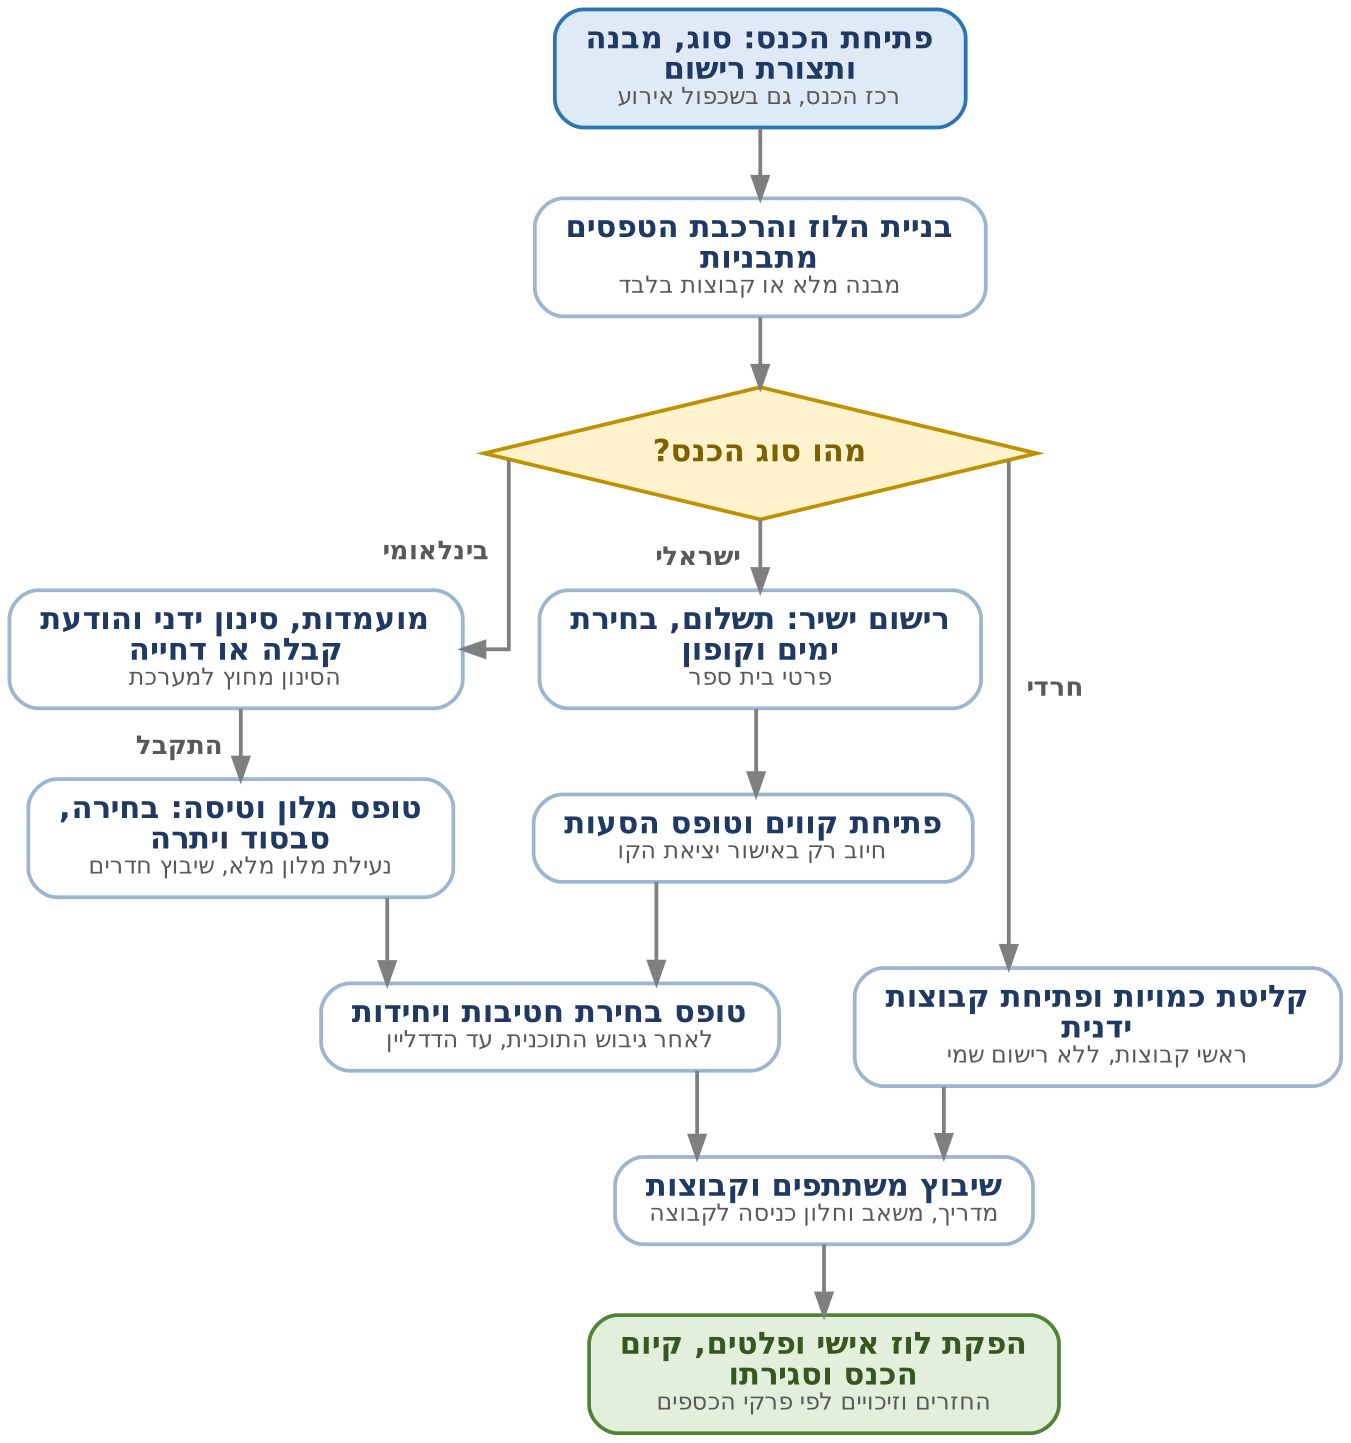 פתיחת הכנס: סוג, מבנה
ותצורת רישום
רכז הכנס, גם בשכפול אירוע
בניית הלוז והרכבת הטפסים
מתבניות
מבנה מלא או קבוצות בלבד
מהו סוג הכנס?
ישראלי
בינלאומי
חרדי
רישום ישיר: תשלום, בחירת
ימים וקופון
פרטי בית ספר
מועמדות, סינון ידני והודעת
קבלה או דחייה
הסינון מחוץ למערכת
התקבל
פתיחת קווים וטופס הסעות
חיוב רק באישור יציאת הקו
טופס מלון וטיסה: בחירה,
סבסוד ויתרה
נעילת מלון מלא, שיבוץ חדרים
קליטת כמויות ופתיחת קבוצות
ידנית
ראשי קבוצות, ללא רישום שמי
טופס בחירת חטיבות ויחידות
לאחר גיבוש התוכנית, עד הדדליין
שיבוץ משתתפים וקבוצות
מדריך, משאב וחלון כניסה לקבוצה
הפקת לוז אישי ופלטים, קיום
הכנס וסגירתו
החזרים וזיכויים לפי פרקי הכספים